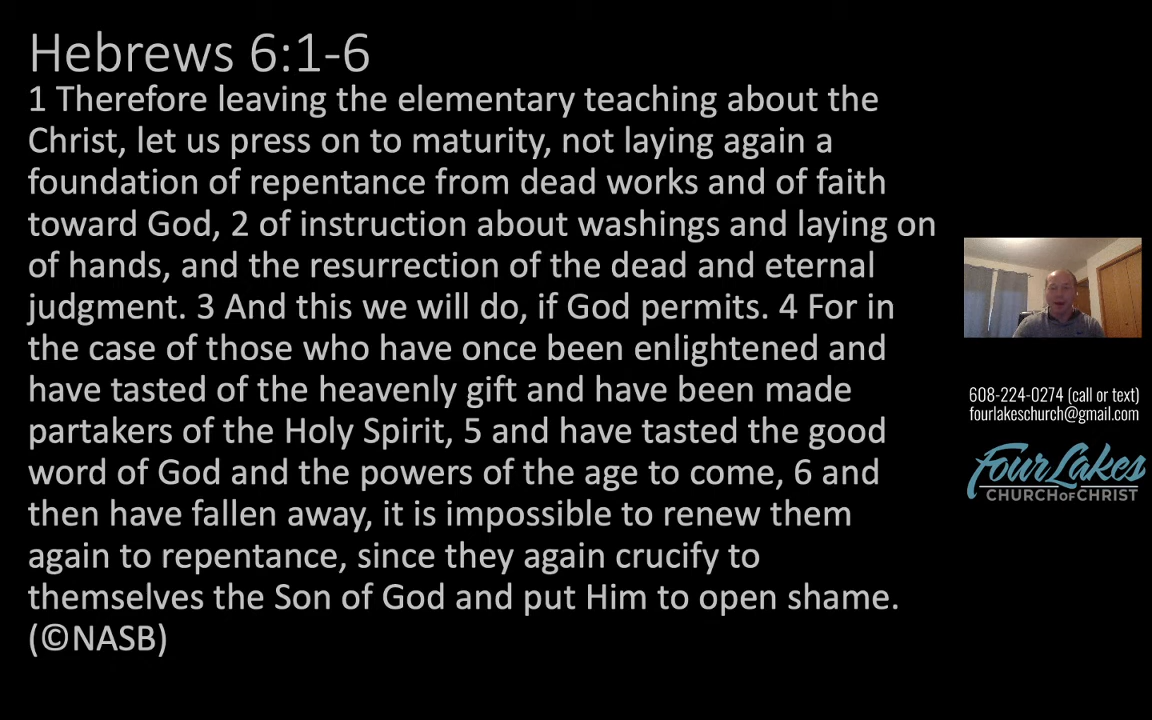 Hebrews 6:1-6
1 Therefore leaving the elementary teaching about the
Christ, let us press on to maturity, not laying again a
foundation of repentance from dead works and of faith
toward God, 2 of instruction about washings and laying on
of hands, and the resurrection of the dead and eternal
judgment. 3 And this we will do, if God permits. 4 For in
the case of those who have once been enlightened and
have tasted of the heavenly gift and have been made
partakers of the Holy Spirit, 5 and have tasted the good
word of God and the powers of the age to come, 6 and
then have fallen away, it is impossible to renew them
again to repentance, since they again crucify to
themselves the Son of God and put Him to open shame.
(©NASB)
608-224-0274 (call or text)
fourlakeschurch@gmail.com
Four Lakes
CHURCH OF CHRIST